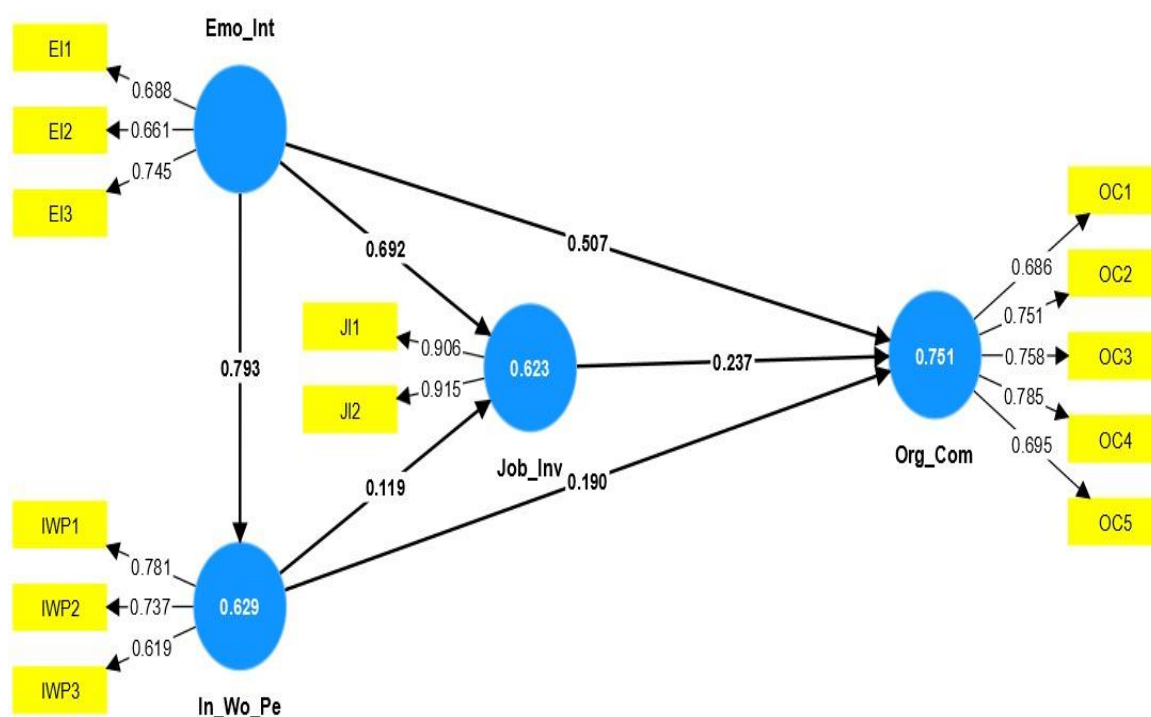 Emo_Int
EI1
0.688
EI2
0.661
EI3
0.745
0.692
0.507
0.793
JI1
0.906
JI2
0.915
0.623
Job_Inv
0.237
0.119
0.190
OC1
0.686
OC2
0.751
OC3
0.758
OC4
0.785
OC5
0.695
0.751
Org_Com
IWP1
0.781
IWP2
0.737
IWP3
0.619
0.629
In_Wo_Pe